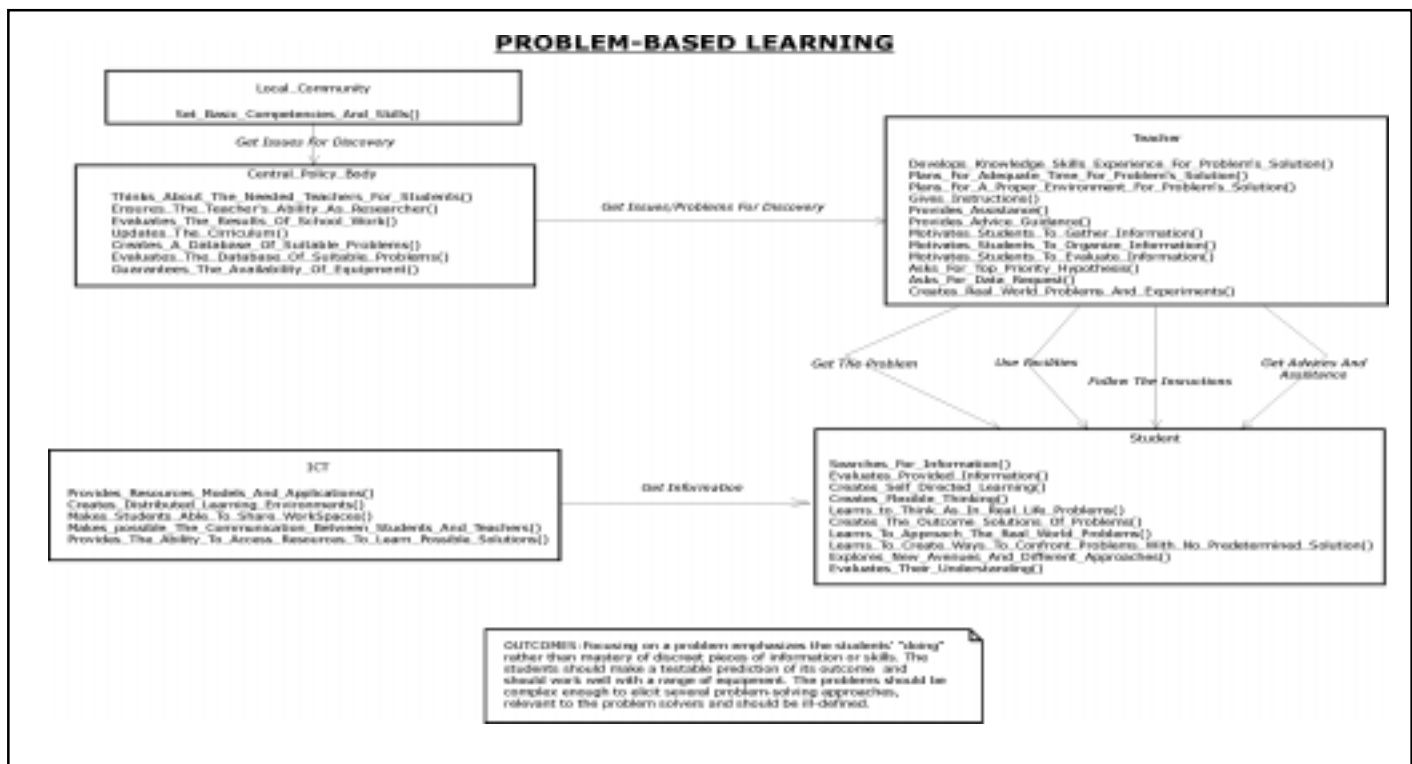 PROBLEM-BASED LEARNING
Local_Community
Set_Basic_Competencies_And_Skills()
Get Issues For Discovery
Central_Policy_Body
Thinks_About_The_Needed_Teachers_For_Students()
Ensures_The_Teacher's_Ability_As_Researcher()
Evaluates_The_Results_Of_School_Work()
Updates_The_Cirriculum()
Creates_A_Database_Of_Suitable_Problems()
Evaluates_The_Database_Of_Suitable_Problems()
Guarantees_The_Availability_Of_Equipment()
Get Issues/Problems For Discovery
Teacher
Develops_Knowledge_Skills_Experience_For_Problem's_Solution()
Plans_For_Adequate_Time_For_Problem's_Solution()
Plans_For_A_Proper_Environment_For_Problem's_Solution()
Gives_Instructions()
Provides_Assistance()
Provides_Advice_Guidance()
Motivates_Students_To_Gather_Information()
Motivates_Students_To_Organize_Information()
Motivates_Students_To_Evaluate_Information()
Asks_For_Top_Priority_Hypothesis()
Asks_For_Data_Request()
Creates_Real_World_Problems_And_Experiments()
Get The Problem
Use Facilities
Follow The Insructions
Get Advices And
Assistance
ICT
Provides_Resources_Models_And_Applications()
Creates_Distributed_Learning_Environments()
Makes_Students_Able_To_Share_WorkSpaces()
Makes_possible_The_Communication_Between_Students_And_Teachers()
Provides_The_Ability_To_Access_Resources_To_Learn_Possible_Solutions()
Get Information
Student
Searches_For_Information()
Evaluates_Provided_Information()
Creates_Self_Directed_Learning()
Creates_Flexible_Thinking()
Learns_to_Think_As_In_Real_Life_Problems()
Creates_The_Outcome_Solutions_Of_Problems()
Learns_To_Approach_The_Real_World_Problems()
Learns_To_Create_Ways_To_Confront_Problems_With_No_Predetermined_Solution()
Explores_New_Avenues_And_Different_Approaches()
Evaluates_Their_Understanding()
OUTCOMES:Focusing on a problem emphasizes the students' "doing"
rather than mastery of discreet pieces of information or skills. The
students should make a testable prediction of its outcome and
should work well with a range of equipment. The problems should be
complex enough to elicit several problem-solving approaches,
relevant to the problem solvers and should be ill-defined.